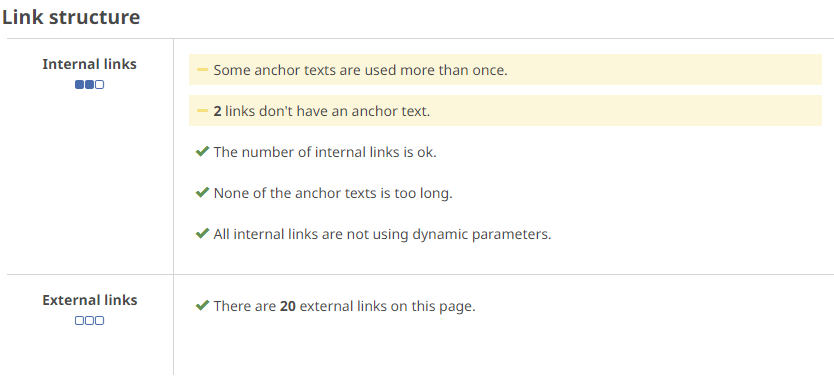 Link structure
Internal links
Some anchor texts are used more than once.
2 links don't have an anchor text.
The number of internal links is ok.
None of the anchor texts is too long.
All internal links are not using dynamic parameters.
External links
There are 20 external links on this page.